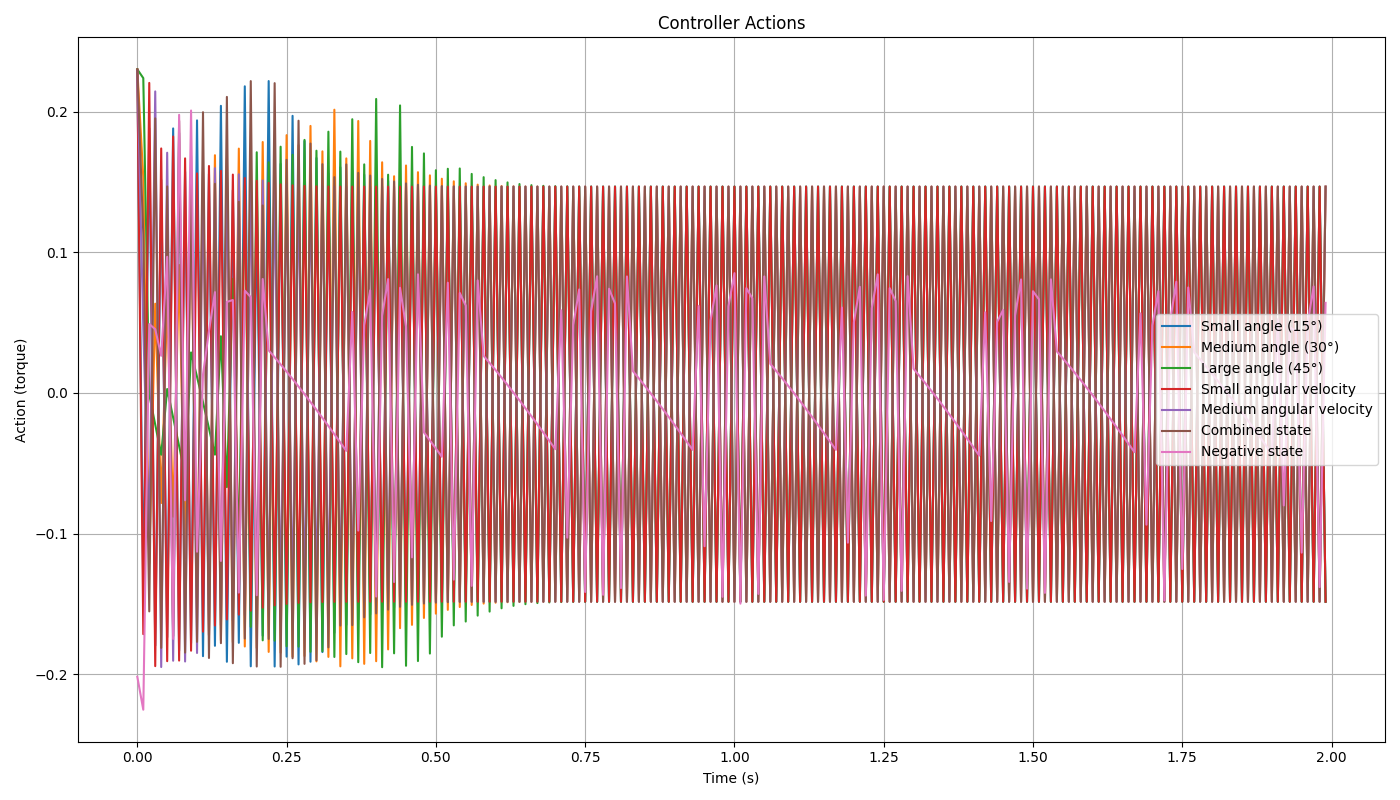 Controller Actions
Action (torque)
0.2
0.1
0.0
−0.1
−0.2
Small angle (15°)
Medium angle (30°)
Large angle (45°)
Small angular velocity
Medium angular velocity
Combined state
Negative state
0.00 0.25 0.50 0.75 1.00 1.25 1.50 1.75 2.00
Time (s)